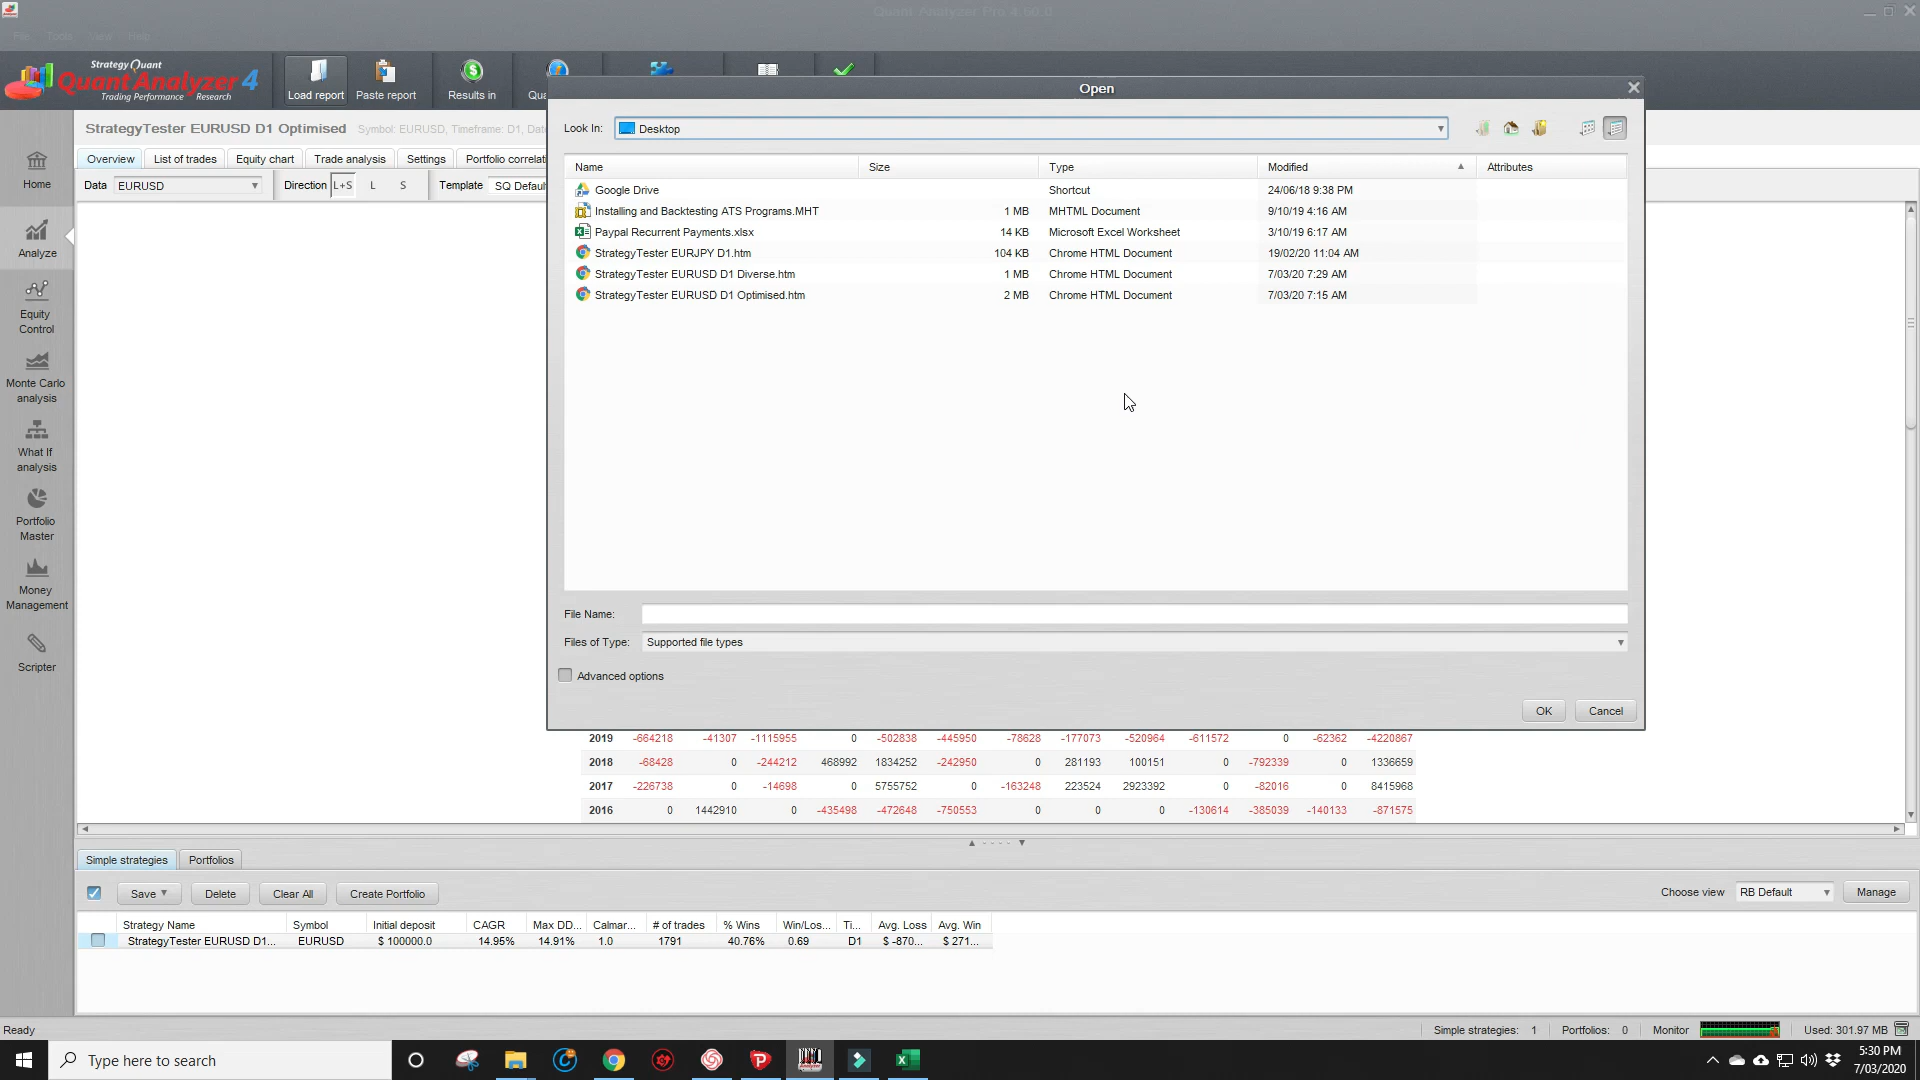 Quant Analyzer Pro 4.90.0
File Tools View Help
StrategyQuant
QuantAnalyzer 4
Trading Performance Research
Load report
Paste report
Results in
Open
Look In:
Desktop
Name Size Type Modified Attributes
Google Drive Shortcut 24/06/18 9:38 PM
Installing and Backtesting ATS Programs.MHT 1 MB MHTML Document 9/10/19 4:16 AM
Paypal Recurrent Payments.xlsx 14 KB Microsoft Excel Worksheet 3/10/19 6:17 AM
StrategyTester EURJPY D1.htm 104 KB Chrome HTML Document 19/02/20 11:04 AM
StrategyTester EURUSD D1 Diverse.htm 1 MB Chrome HTML Document 7/03/20 7:29 AM
StrategyTester EURUSD D1 Optimised.htm 2 MB Chrome HTML Document 7/03/20 7:15 AM
File Name:
Files of Type: Supported file types
Advanced options
OK Cancel
StrategyTester EURUSD D1 Optimised Symbol: EURUSD, Timeframe: D1,
Overview List of trades Equity chart Trade analysis Settings
Data EURUSD Direction L+S L S Template
Home
Analyze
Equity
Control
Monte Carlo
analysis
What If
analysis
Portfolio
Master
Money
Management
Scripter
2019 -664218 -41307 -1115955 0 -502838 -445950 -78628 -177073 -520964 -611572 0 -62362 -4220867
2018 -68428 0 -244212 468992 1834252 -242950 0 281193 100151 0 -792339 0 1336659
2017 -226738 0 -14698 0 5755752 0 -163248 223524 2923392 0 -82016 0 8415968
2016 0 1442910 0 -435498 -472648 -750553 0 0 0 -130614 -385039 -140133 -871575
Simple strategies Portfolios
Save Delete Clear All Create Portfolio Choose view RB Default Manage
Strategy Name Symbol Initial deposit CAGR Max DD... Calmar... # of trades % Wins Win/Los... Ti... Avg. Loss Avg. Win
StrategyTester EURUSD D1... EURUSD $ 100000.0 14.95% 14.91% 1.0 1791 40.76% 0.69 D1 $ -870... $ 271...
Ready Simple strategies: 1 Portfolios: 0 Monitor Used: 301.97 MB
Type here to search
5:30 PM
7/03/2020